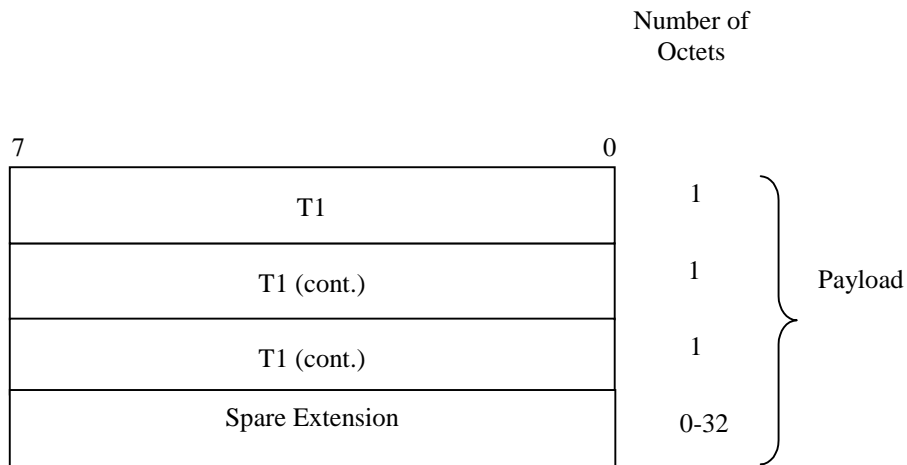 Number of
Octets
7 0
T1 1
T1 (cont.) 1
Payload
T1 (cont.) 1
Spare Extension 0-32